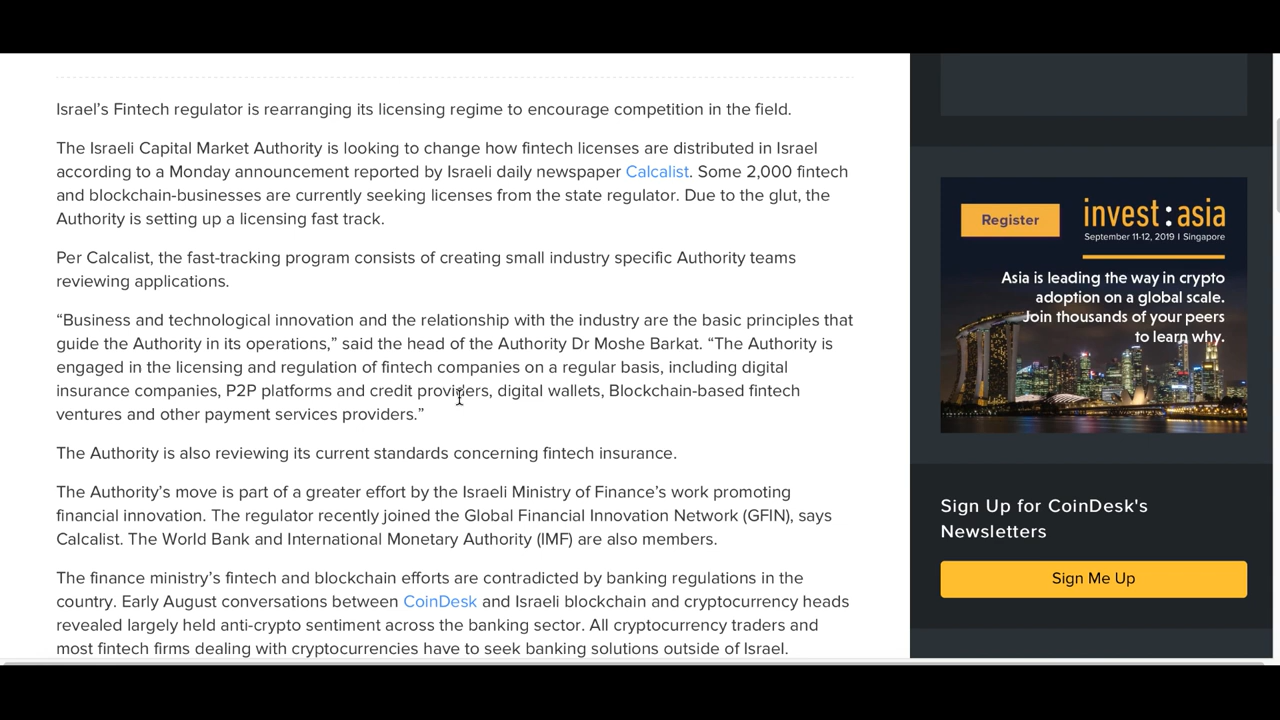 Israel’s Fintech regulator is rearranging its licensing regime to encourage competition in the field.
The Israeli Capital Market Authority is looking to change how fintech licenses are distributed in Israel
according to a Monday announcement reported by Israeli daily newspaper Calcalist. Some 2,000 fintech
and blockchain-businesses are currently seeking licenses from the state regulator. Due to the glut, the
Authority is setting up a licensing fast track.
Per Calcalist, the fast-tracking program consists of creating small industry specific Authority teams
reviewing applications.
“Business and technological innovation and the relationship with the industry are the basic principles that
guide the Authority in its operations,” said the head of the Authority Dr Moshe Barkat. “The Authority is
engaged in the licensing and regulation of fintech companies on a regular basis, including digital
insurance companies, P2P platforms and credit providers, digital wallets, Blockchain-based fintech
ventures and other payment services providers.”
The Authority is also reviewing its current standards concerning fintech insurance.
The Authority’s move is part of a greater effort by the Israeli Ministry of Finance’s work promoting
financial innovation. The regulator recently joined the Global Financial Innovation Network (GFIN), says
Calcalist. The World Bank and International Monetary Authority (IMF) are also members.
The finance ministry’s fintech and blockchain efforts are contradicted by banking regulations in the
country. Early August conversations between CoinDesk and Israeli blockchain and cryptocurrency heads
revealed largely held anti-crypto sentiment across the banking sector. All cryptocurrency traders and
most fintech firms dealing with cryptocurrencies have to seek banking solutions outside of Israel.
Register
invest:asia
September 11-12, 2019 | Singapore
Asia is leading the way in crypto
adoption on a global scale.
Join thousands of your peers
to learn why.
Sign Up for CoinDesk's
Newsletters
Sign Me Up